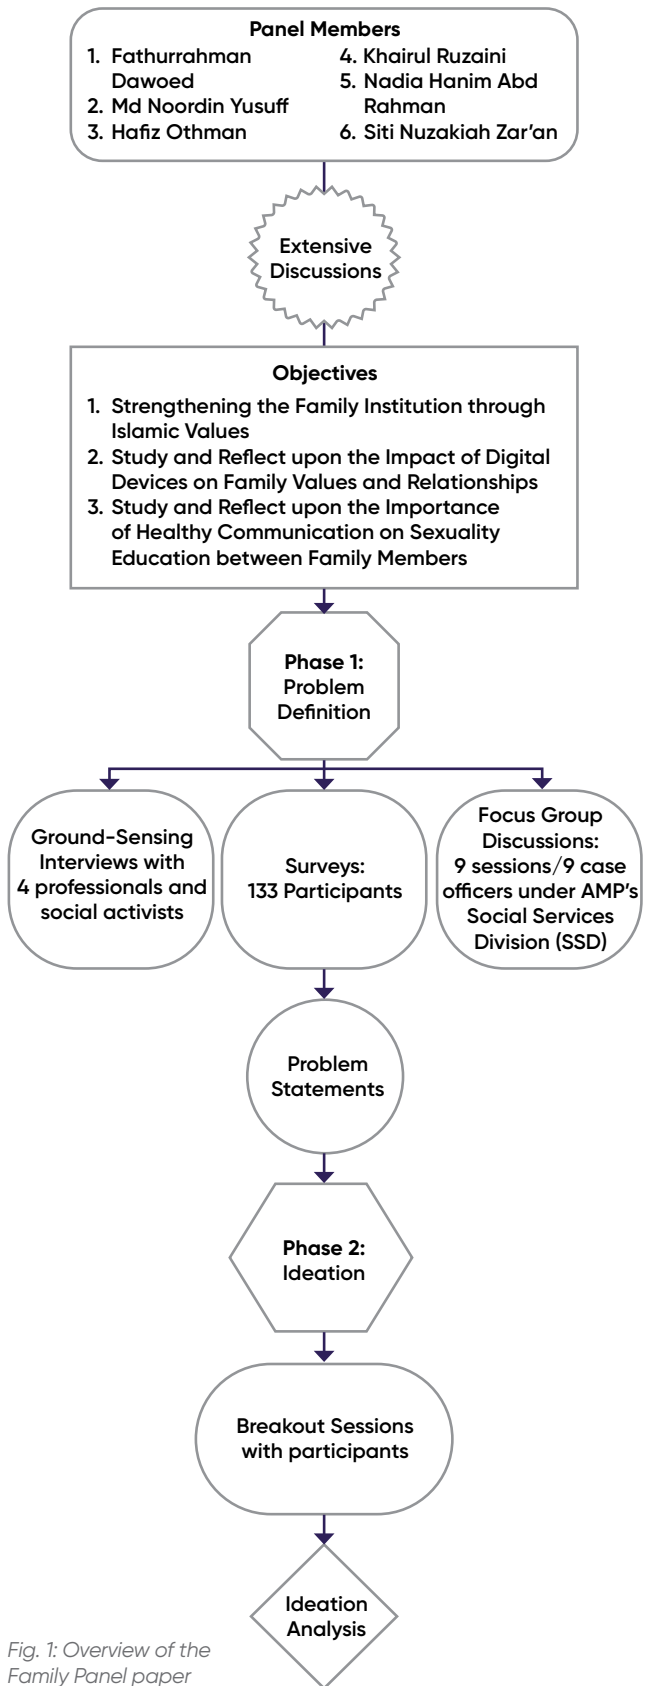 Panel Members
1. Fathurrahman
Dawoed
2. Md Noordin Yusuff
3. Hafiz Othman
4. Khairul Ruzaini
5. Nadia Hanim Abd
Rahman
6. Siti Nuzakiah Zar’an
Extensive
Discussions
Objectives
1. Strengthening the Family Institution through
Islamic Values
2. Study and Reflect upon the Impact of Digital
Devices on Family Values and Relationships
3. Study and Reflect upon the Importance
of Healthy Communication on Sexuality
Education between Family Members
Phase 1:
Problem
Definition
Ground-Sensing
Interviews with
4 professionals and
social activists
Surveys:
133 Participants
Focus Group
Discussions:
9 sessions/9 case
officers under AMP’s
Social Services
Division (SSD)
Problem
Statements
Phase 2:
Ideation
Breakout Sessions
with participants
Ideation
Analysis
Fig. 1: Overview of the
Family Panel paper